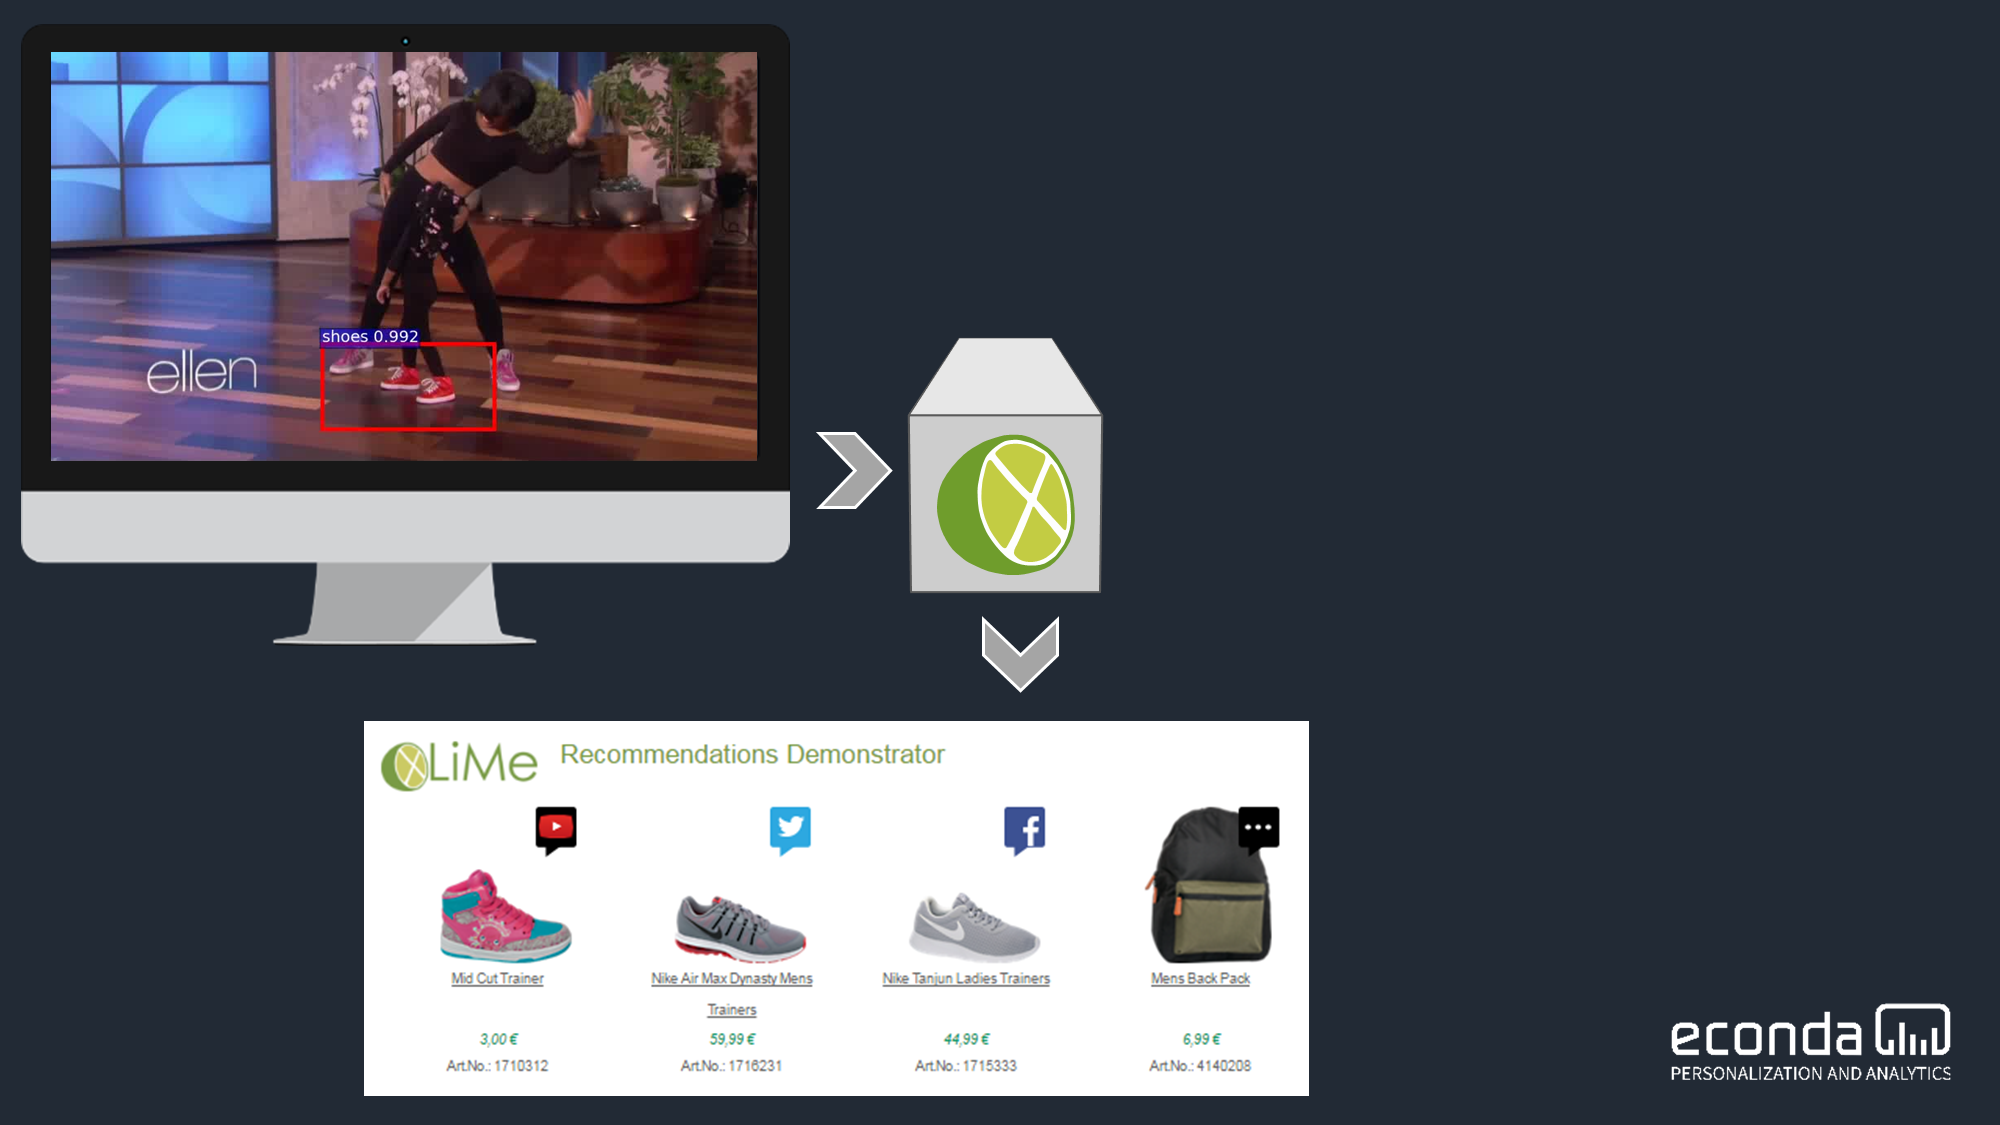 shoes 0.992
ellen
LiMe
Recommendations Demonstrator
Mid Cut Trainer
3,00 €
Art.No.: 1710312
Nike Air Max Dynasty Mens
Trainers
59,99 €
Art.No.: 1716231
Nike Tanjun Ladies Trainers
44,99 €
Art.No.: 1715333
Mens Back Pack
6,99 €
Art.No.: 4140208
econda
PERSONALIZATION AND ANALYTICS